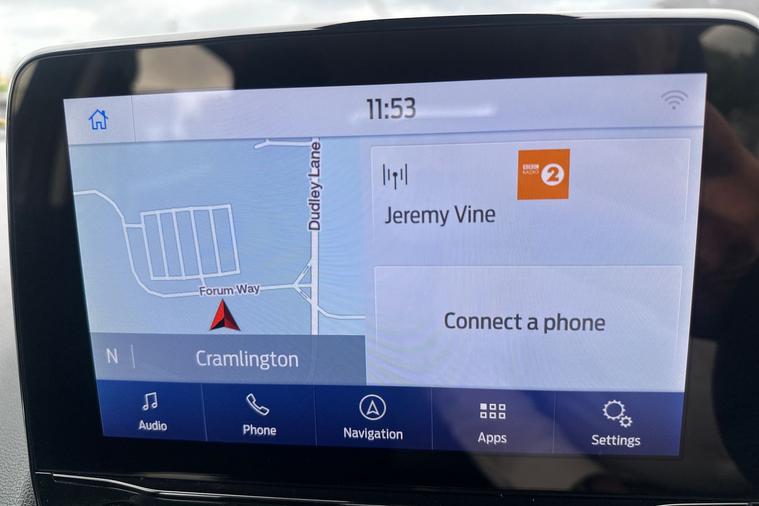 11:53
Dudley Lane
Forum Way
N
Cramlington
BBC
RADIO
2
Jeremy Vine
Connect a phone
Audio
Phone
Navigation
Apps
Settings